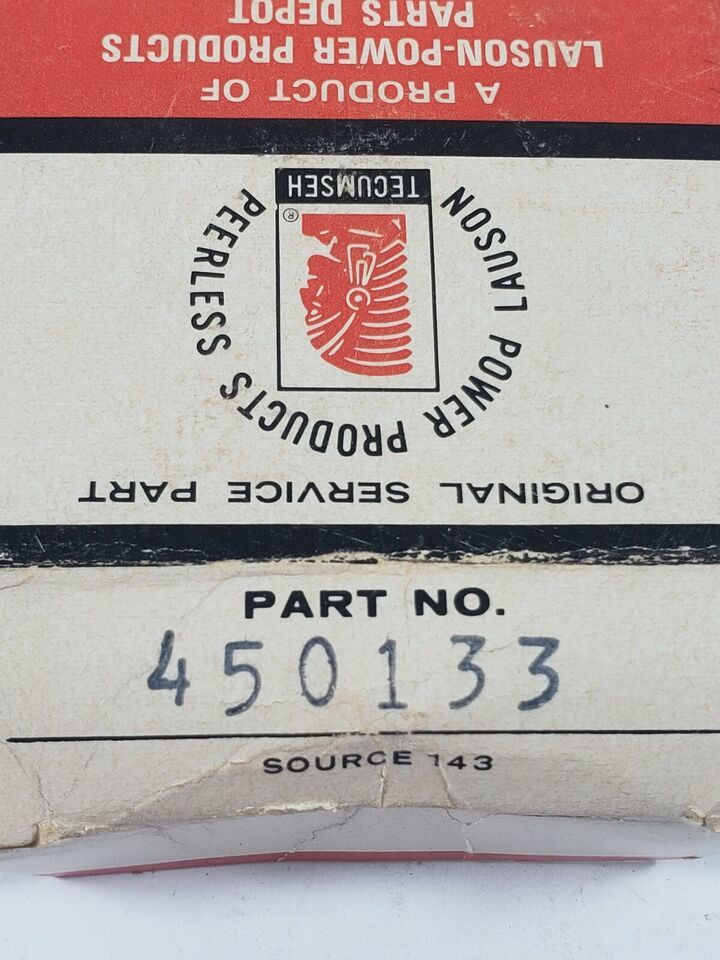 A PRODUCT OF
LAUSON-POWER PRODUCTS
PARTS DEPOT
TECUMSEH
®
LAUSON POWER PRODUCTS PEERLESS
ORIGINAL SERVICE PART
PART NO.
450133
SOURCE 143